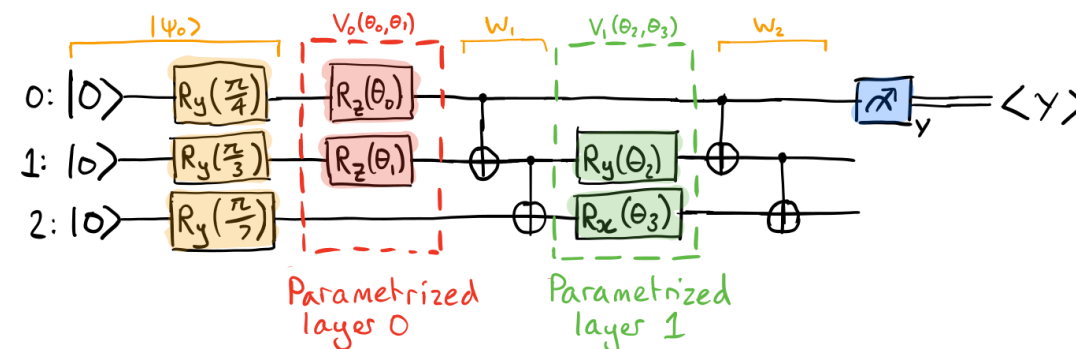 |ψ₀⟩ V₀(θ₀,θ₁) W₁ V₁(θ₂,θ₃) W₂
0: |0⟩ Ry(π/4) Rz(θ₀) Y ⟨Y⟩
1: |0⟩ Ry(π/3) Rz(θ₁) Ry(θ₂)
2: |0⟩ Ry(π/7) Rx(θ₃)
Parametrized Parametrized
layer 0 layer 1